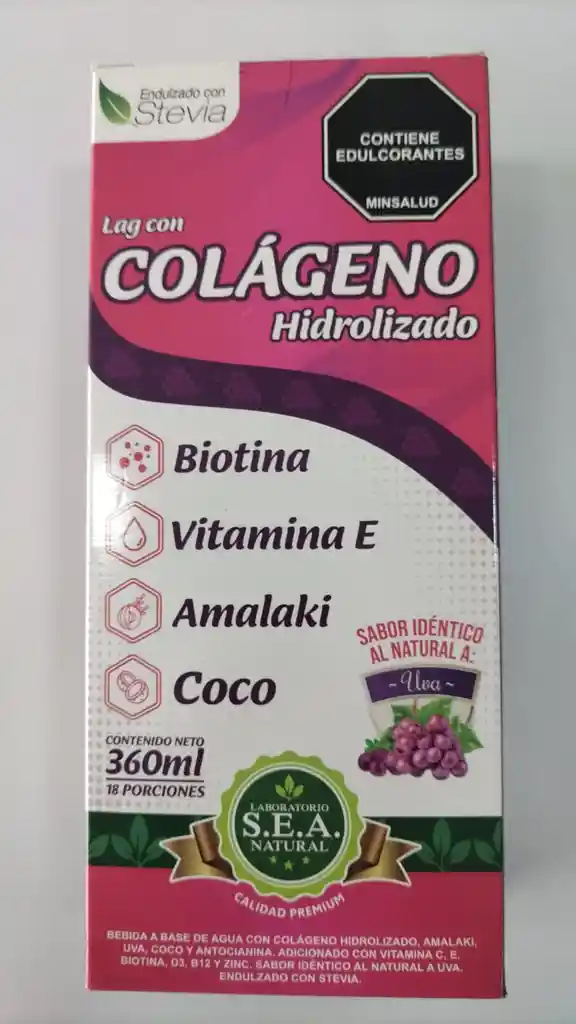 Endulzado con
Stevia
CONTIENE
EDULCORANTES
MINSALUD
Lag con
COLÁGENO
Hidrolizado
Biotina
Vitamina E
Amalaki
Coco
SABOR IDÉNTICO
AL NATURAL A:
~ Uva ~
CONTENIDO NETO
360ml
18 PORCIONES
LABORATORIO
S.E.A.
NATURAL
CALIDAD PREMIUM
BEBIDA A BASE DE AGUA CON COLÁGENO HIDROLIZADO, AMALAKI,
UVA, COCO Y ANTOCIANINA. ADICIONADO CON VITAMINA C, E,
BIOTINA, D3, B12 Y ZINC. SABOR IDÉNTICO AL NATURAL A UVA.
ENDULZADO CON STEVIA.